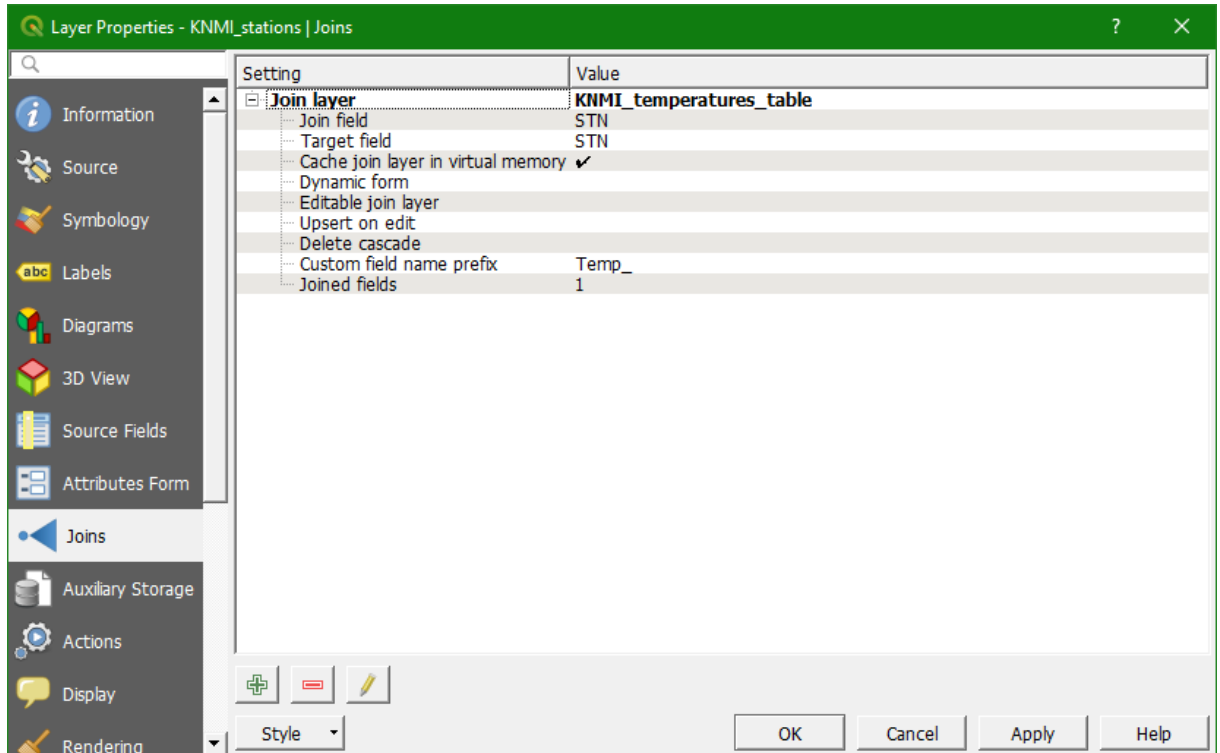 Layer Properties - KNMI_stations | Joins ?
Information
Source
Symbology
abc Labels
Diagrams
3D View
Source Fields
Attributes Form
Joins
Auxiliary Storage
Actions
Display
Rendering
Setting Value
Join layer KNMI_temperatures_table
Join field STN
Target field STN
Cache join layer in virtual memory ✔
Dynamic form
Editable join layer
Upsert on edit
Delete cascade
Custom field name prefix Temp_
Joined fields 1
Style OK Cancel Apply Help